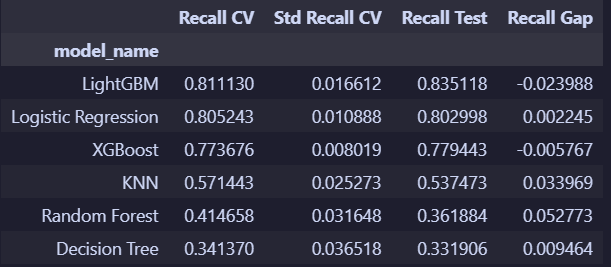 Recall CV Std Recall CV Recall Test Recall Gap
model_name
LightGBM 0.811130 0.016612 0.835118 -0.023988
Logistic Regression 0.805243 0.010888 0.802998 0.002245
XGBoost 0.773676 0.008019 0.779443 -0.005767
KNN 0.571443 0.025273 0.537473 0.033969
Random Forest 0.414658 0.031648 0.361884 0.052773
Decision Tree 0.341370 0.036518 0.331906 0.009464